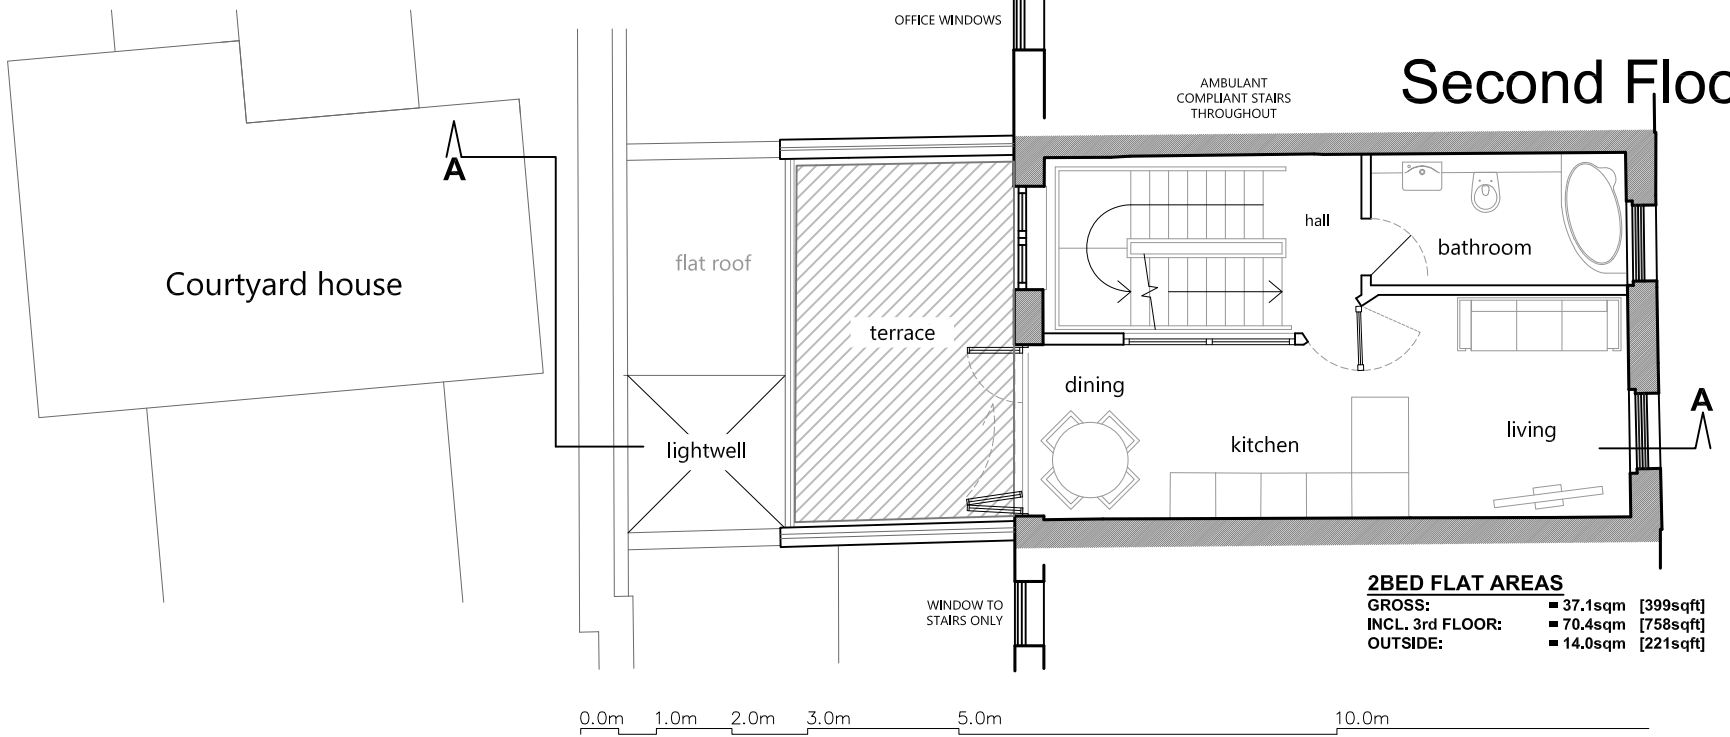 OFFICE WINDOWS
Second Floo
AMBULANT
COMPLIANT STAIRS
THROUGHOUT
A
hall
bathroom
flat roof
Courtyard house
terrace
dining
A
living
kitchen
lightwell
2BED FLAT AREAS
GROSS: = 37.1sqm [399sqft]
INCL. 3rd FLOOR: = 70.4sqm [758sqft]
OUTSIDE: = 14.0sqm [221sqft]
WINDOW TO
STAIRS ONLY
0.0m 1.0m 2.0m 3.0m 5.0m 10.0m